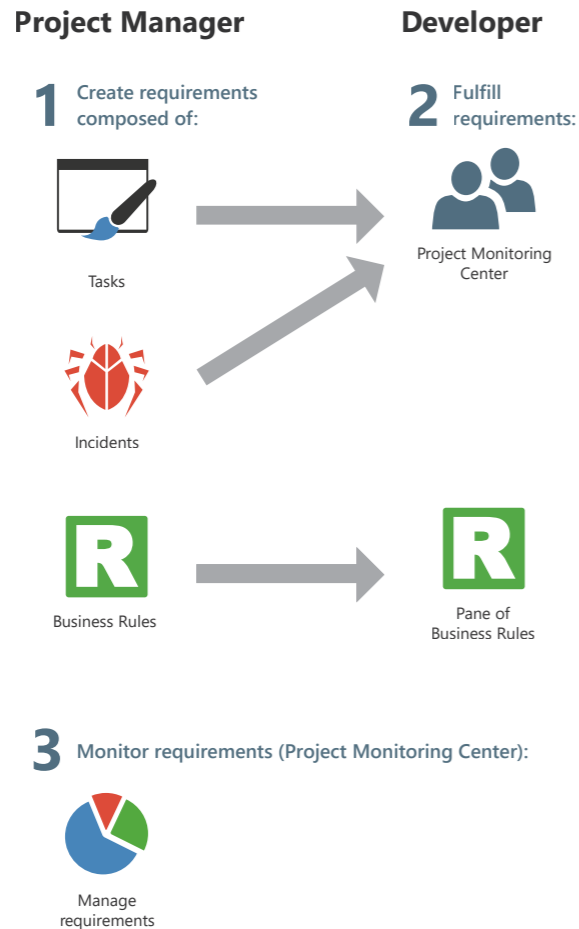 Project Manager
Developer
1
Create requirements
composed of:
2
Fulfill
requirements:
Tasks
Project Monitoring
Center
Incidents
R
Business Rules
R
Pane of
Business Rules
3
Monitor requirements (Project Monitoring Center):
Manage
requirements